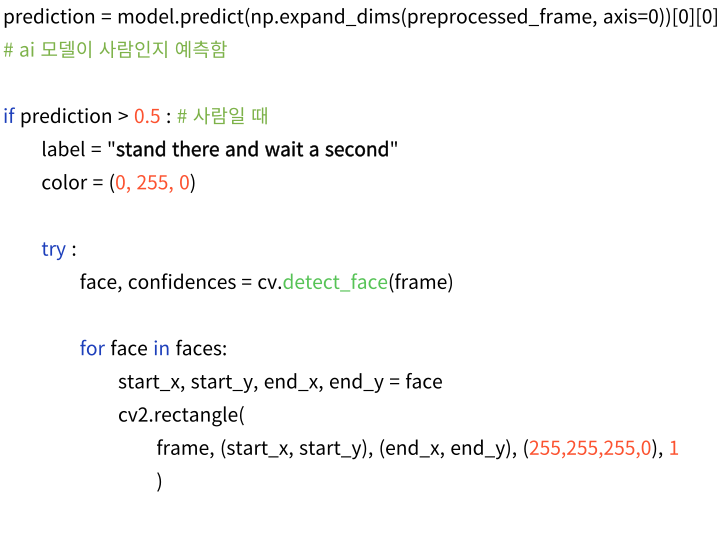 prediction = model.predict(np.expand_dims(preprocessed_frame, axis=0))[0][0]
# ai 모델이 사람인지 예측함
if prediction > 0.5 : # 사람일 때
label = "stand there and wait a second"
color = (0, 255, 0)
try :
face, confidences = cv.detect_face(frame)
for face in faces:
start_x, start_y, end_x, end_y = face
cv2.rectangle(
frame, (start_x, start_y), (end_x, end_y), (255,255,255,0), 1
)